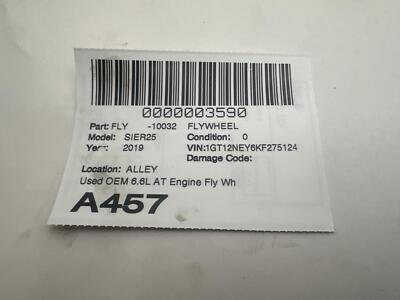 0000003590
Part: FLY -10032 FLYWHEEL
Model: SIER25 Condition: 0
Year: 2019 VIN:1GT12NEY6KF275124
Damage Code:
Location: ALLEY
Used OEM 6.6L AT Engine Fly Wh
A457